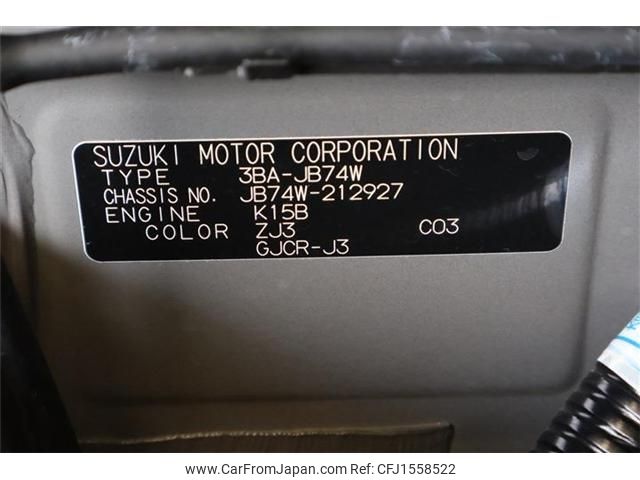 SUZUKI MOTOR CORPORATION
TYPE 3BA-JB74W
CHASSIS NO. JB74W-212927
ENGINE K15B
COLOR ZJ3 C03
GJCR-J3
www.CarFromJapan.com - CFJ1558522